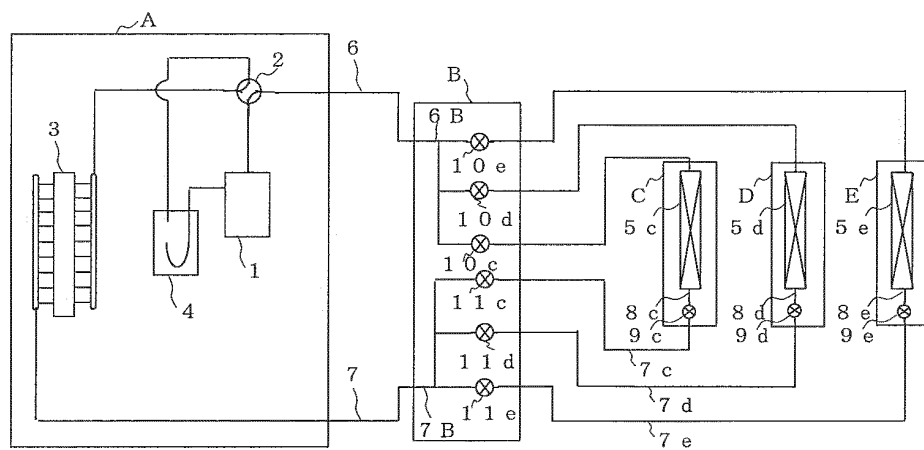 A
2
6
B
6 B
3
1 0 e
C
D
E
5 c
5 d
5 e
1 0 d
1
4
1 0 c
1 1 c
8 c
9 c
8 d
9 d
8 e
9 e
1 1 d
7 c
7
7 d
1 1 e
7 B
7 e